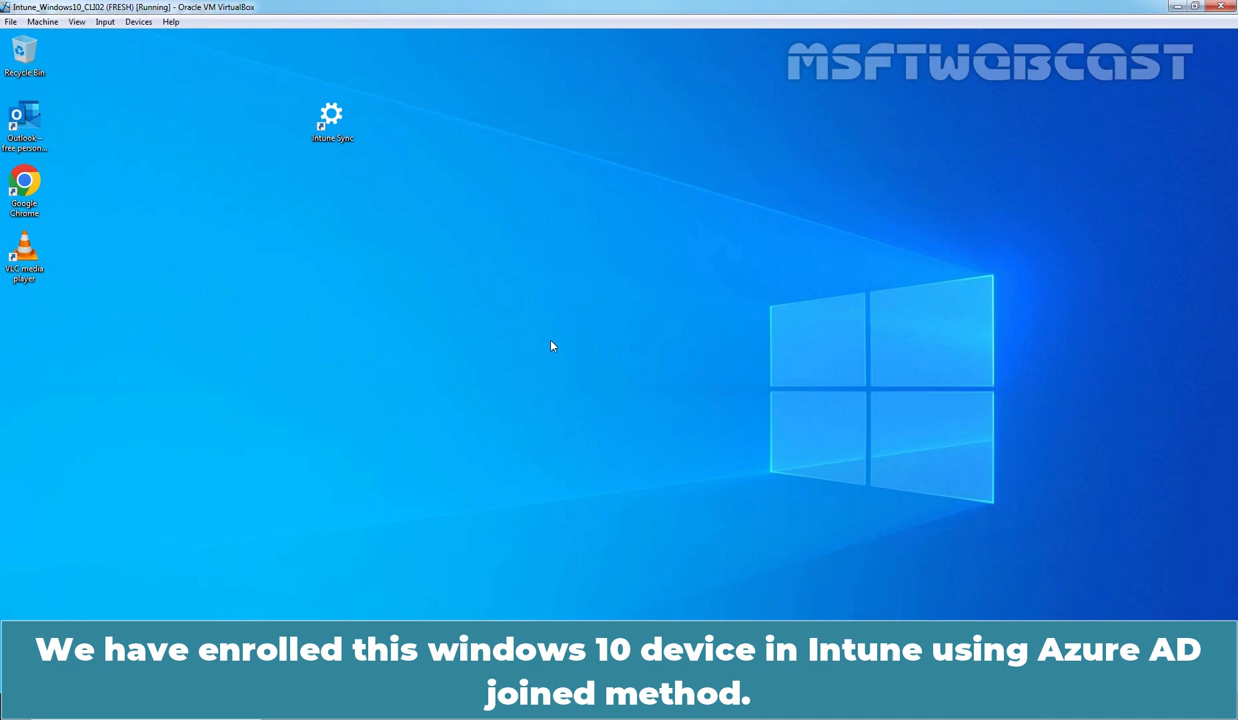 Intune_Windows10_CLI02 (FRESH) [Running] - Oracle VM VirtualBox
File Machine View Input Devices Help
MSFTWEBCAST
Recycle Bin
Intune Sync
Outlook –
free person...
Google
Chrome
VLC media
player
We have enrolled this windows 10 device in Intune using Azure AD
joined method.